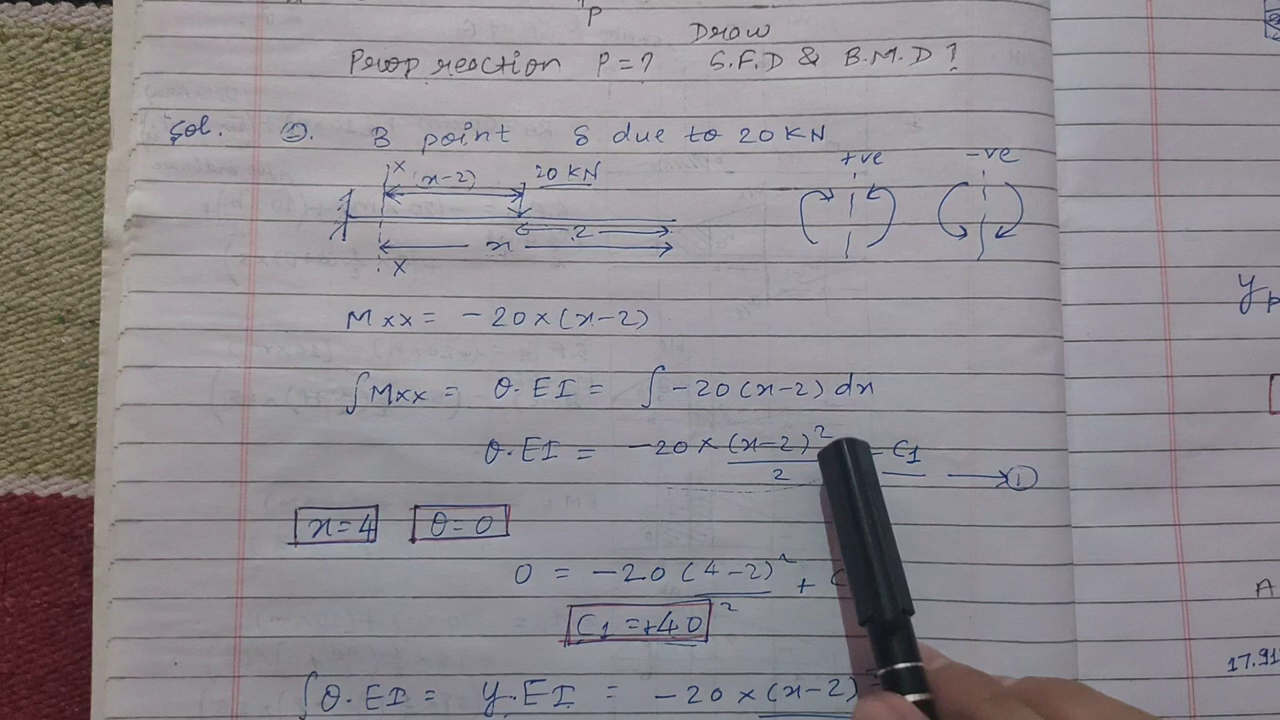 P
Draw
Prop reaction P=? S.F.D & B.M.D ?
Sol. ①. B point δ due to 20 KN
+ve -ve
X (x-2) 20 KN
2
x
X
Mxx = -20×(x-2)
∫Mxx = θ.EI = ∫-20(x-2) dx
θ.EI = -20×(x-2)²/2 C1 → ①
x=4 θ=0
0 = -20(4-2)²/2 + C
C1 = +40
∫θ.EI = y.EI = -20×(x-2)
17.91
A